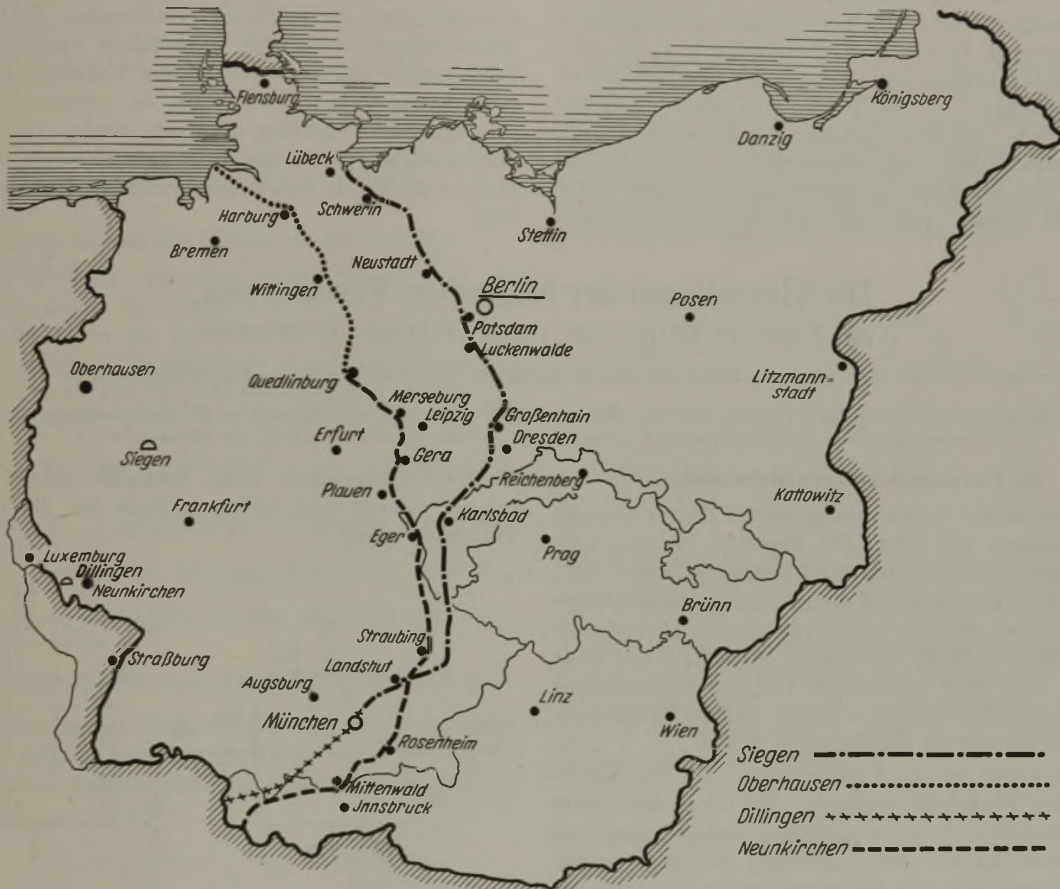 Flensburg
Königsberg
Danzig
Lübeck
Schwerin
Harburg
Stettin
Bremen
Neustadt
Wittingen
Berlin
Posen
Potsdam
Luckenwalde
Oberhausen
Quedlinburg
Litzmann=
stadt
Merseburg
Leipzig
Großenhain
Erfurt
Dresden
Siegen
Gera
Reichenberg
Plauen
Kattowitz
Frankfurt
Karlsbad
Eger
Prag
Luxemburg
Dillingen
Neunkirchen
Brünn
Straubing
Straßburg
Landshut
Augsburg
Linz
München
Wien
Rosenheim
Mittenwald
Jnnsbruck
Siegen
Oberhausen
Dillingen
Neunkirchen